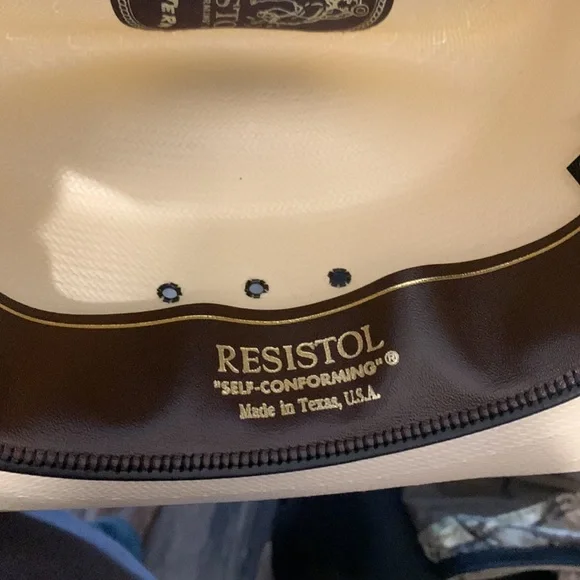 RESISTOL
"SELF-CONFORMING"®
Made in Texas, U.S.A.